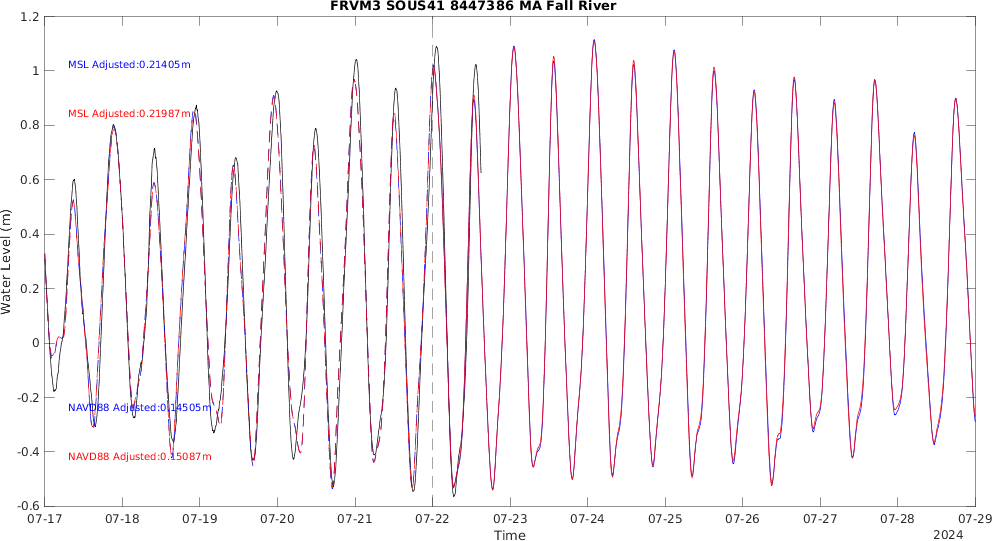 FRVM3 SOUS41 8447386 MA Fall River
1.2
1
0.8
0.6
0.4
0.2
0
-0.2
-0.4
-0.6
Water Level (m)
MSL Adjusted:0.21405m
MSL Adjusted:0.21987m
NAVD88 Adjusted:0.14505m
NAVD88 Adjusted:0.15087m
07-17 07-18 07-19 07-20 07-21 07-22 07-23 07-24 07-25 07-26 07-27 07-28 07-29
Time
2024